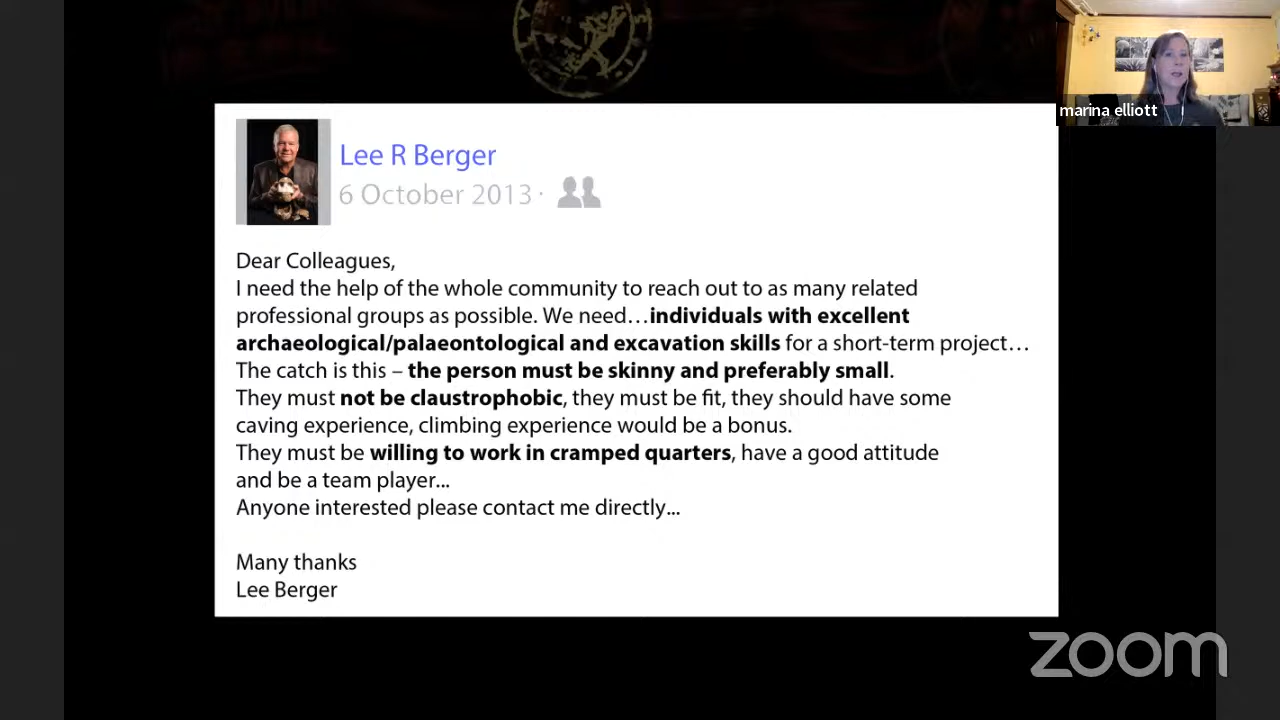 marina elliott
Lee R Berger
6 October 2013 ·
Dear Colleagues,
I need the help of the whole community to reach out to as many related
professional groups as possible. We need…individuals with excellent
archaeological/palaeontological and excavation skills for a short-term project…
The catch is this – the person must be skinny and preferably small.
They must not be claustrophobic, they must be fit, they should have some
caving experience, climbing experience would be a bonus.
They must be willing to work in cramped quarters, have a good attitude
and be a team player...
Anyone interested please contact me directly...
Many thanks
Lee Berger
zoom